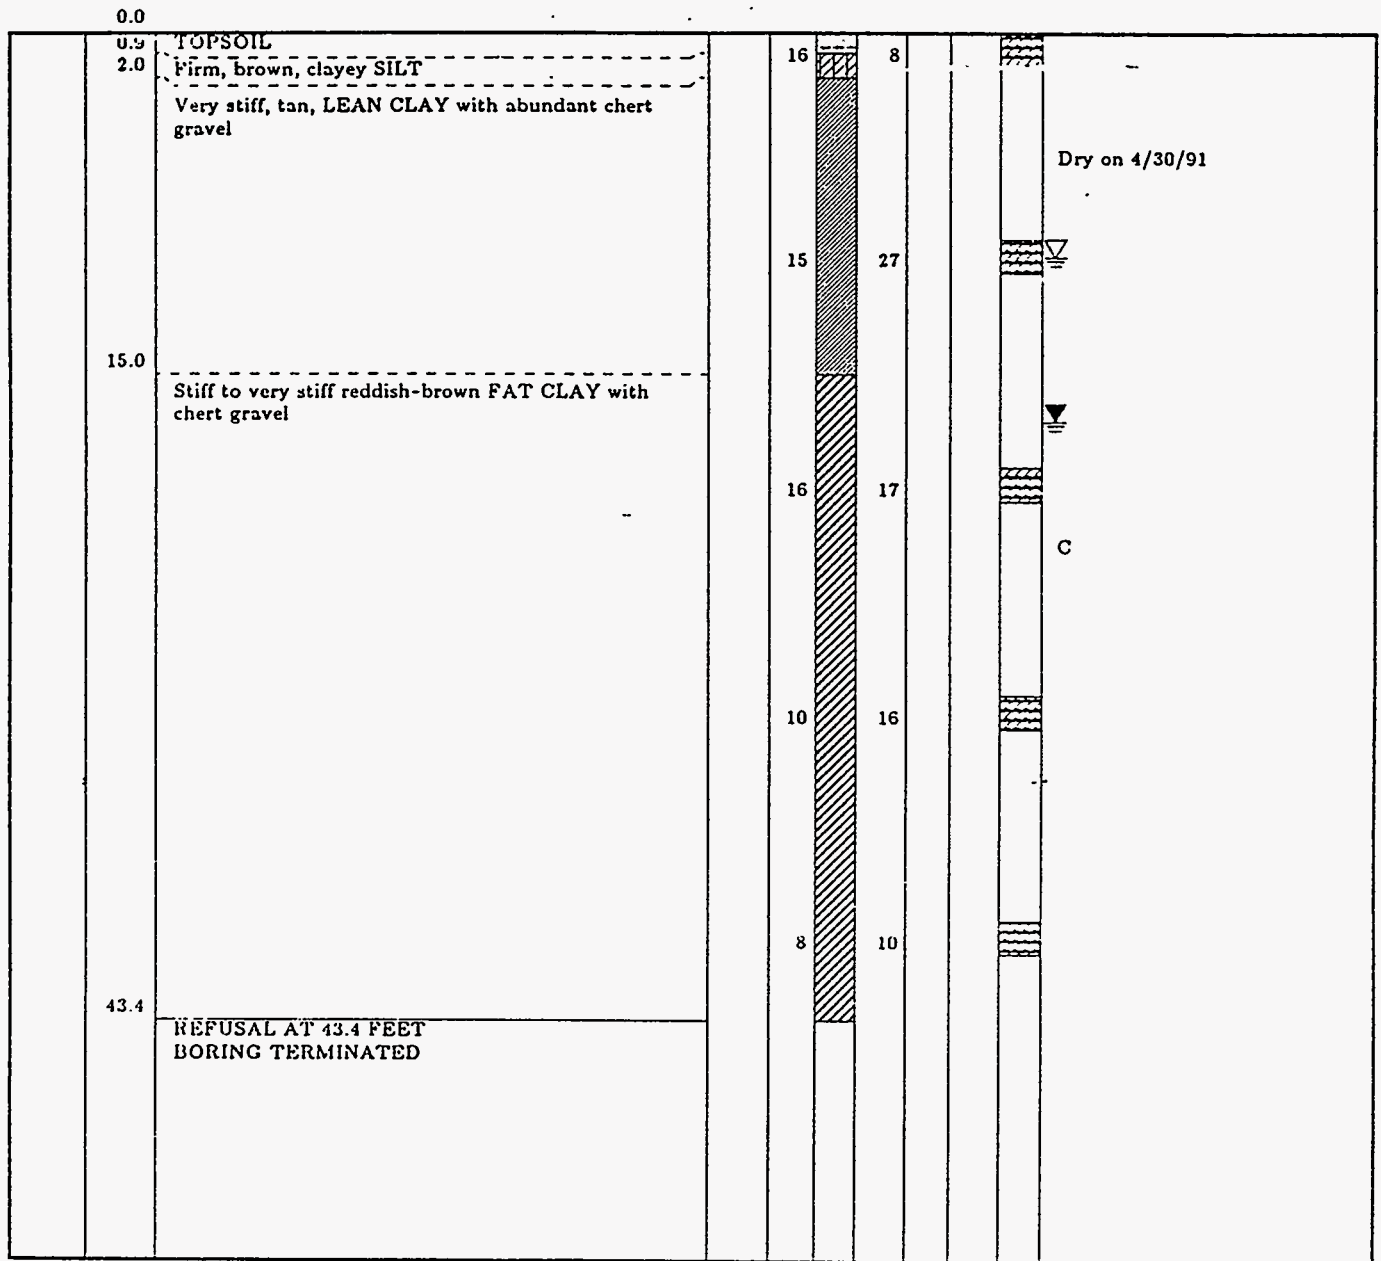 0.0
0.9 TOPSOIL
16 8
2.0 Firm, brown, clayey SILT
Very stiff, tan, LEAN CLAY with abundant chert
gravel
Dry on 4/30/91
15 27
15.0
Stiff to very stiff reddish-brown FAT CLAY with
chert gravel
16 17
C
10 16
8 10
43.4
REFUSAL AT 43.4 FEET
BORING TERMINATED